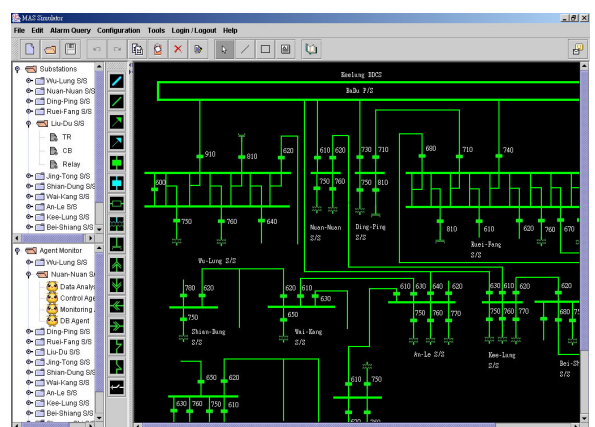 MAS Simulator
File Edit Alarm Query Configuration Tools Login/Logout Help
Substations
Wu-Lung S/S
Nuan-Nuan S/S
Ding-Ping S/S
Ruei-Fang S/S
Liu-Du S/S
TR
CB
Relay
Jing-Tong S/S
Shian-Dung S/S
Wai-Kang S/S
An-Le S/S
Kee-Lung S/S
Bei-Shiang S/S
Agent Monitor
Wu-Lung S/S
Nuan-Nuan S/
Data Analys
Control Age
Monitoring
DB Agent
Ding-Ping S/S
Ruei-Fang S/S
Liu-Du S/S
Jing-Tong S/S
Shian-Dung S/S
Wai-Kang S/S
An-Le S/S
Kee-Lung S/S
Bei-Shiang S/S
Keelung DDCS
BaDu P/S
910 810 620 610 620 730 710 680 710 740
600 750 760 750 810
750 760 640 810 610 620 760 670
Nuan-Nuan S/S
Ding-Ping S/S
Ruei-Fang S/S
Wu-Lung S/S
780 620 620 610 630 610 630 640 620 630 610 620 620
750 650 750 760 770 750 760 770 680 75
Shian-Dung S/S
Wai-Kang S/S
An-Le S/S
Kee-Lung S/S
Bei-Sh
S/S
650 620 610 750
630 760 750 610